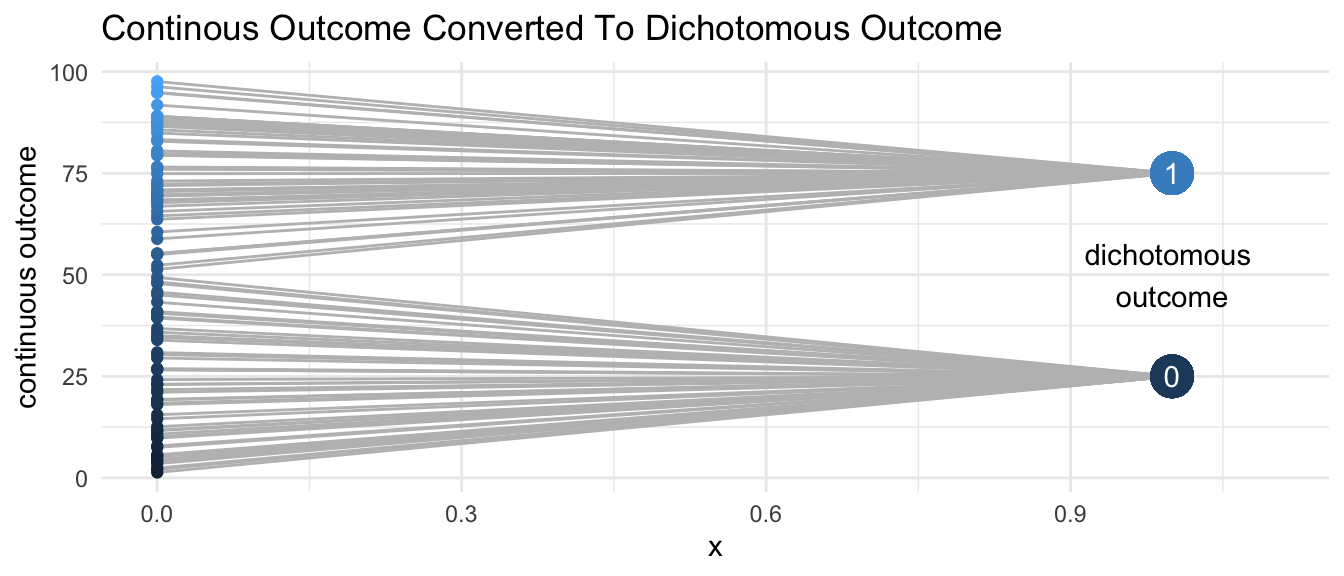 Continous Outcome Converted To Dichotomous Outcome
continuous outcome
100
75
50
25
0
1
dichotomous
outcome
0
0.0
0.3
0.6
0.9
x